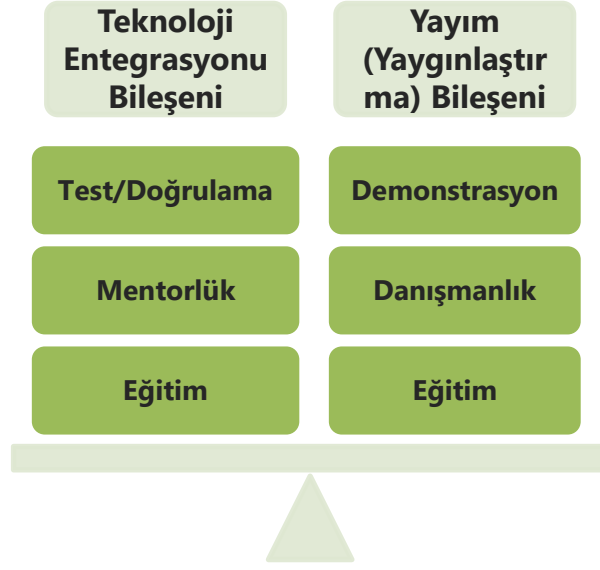 Teknoloji
Entegrasyonu
Bileşeni
Yayım
(Yaygınlaştır
ma) Bileşeni
Test/Doğrulama
Demonstrasyon
Mentorlük
Danışmanlık
Eğitim
Eğitim